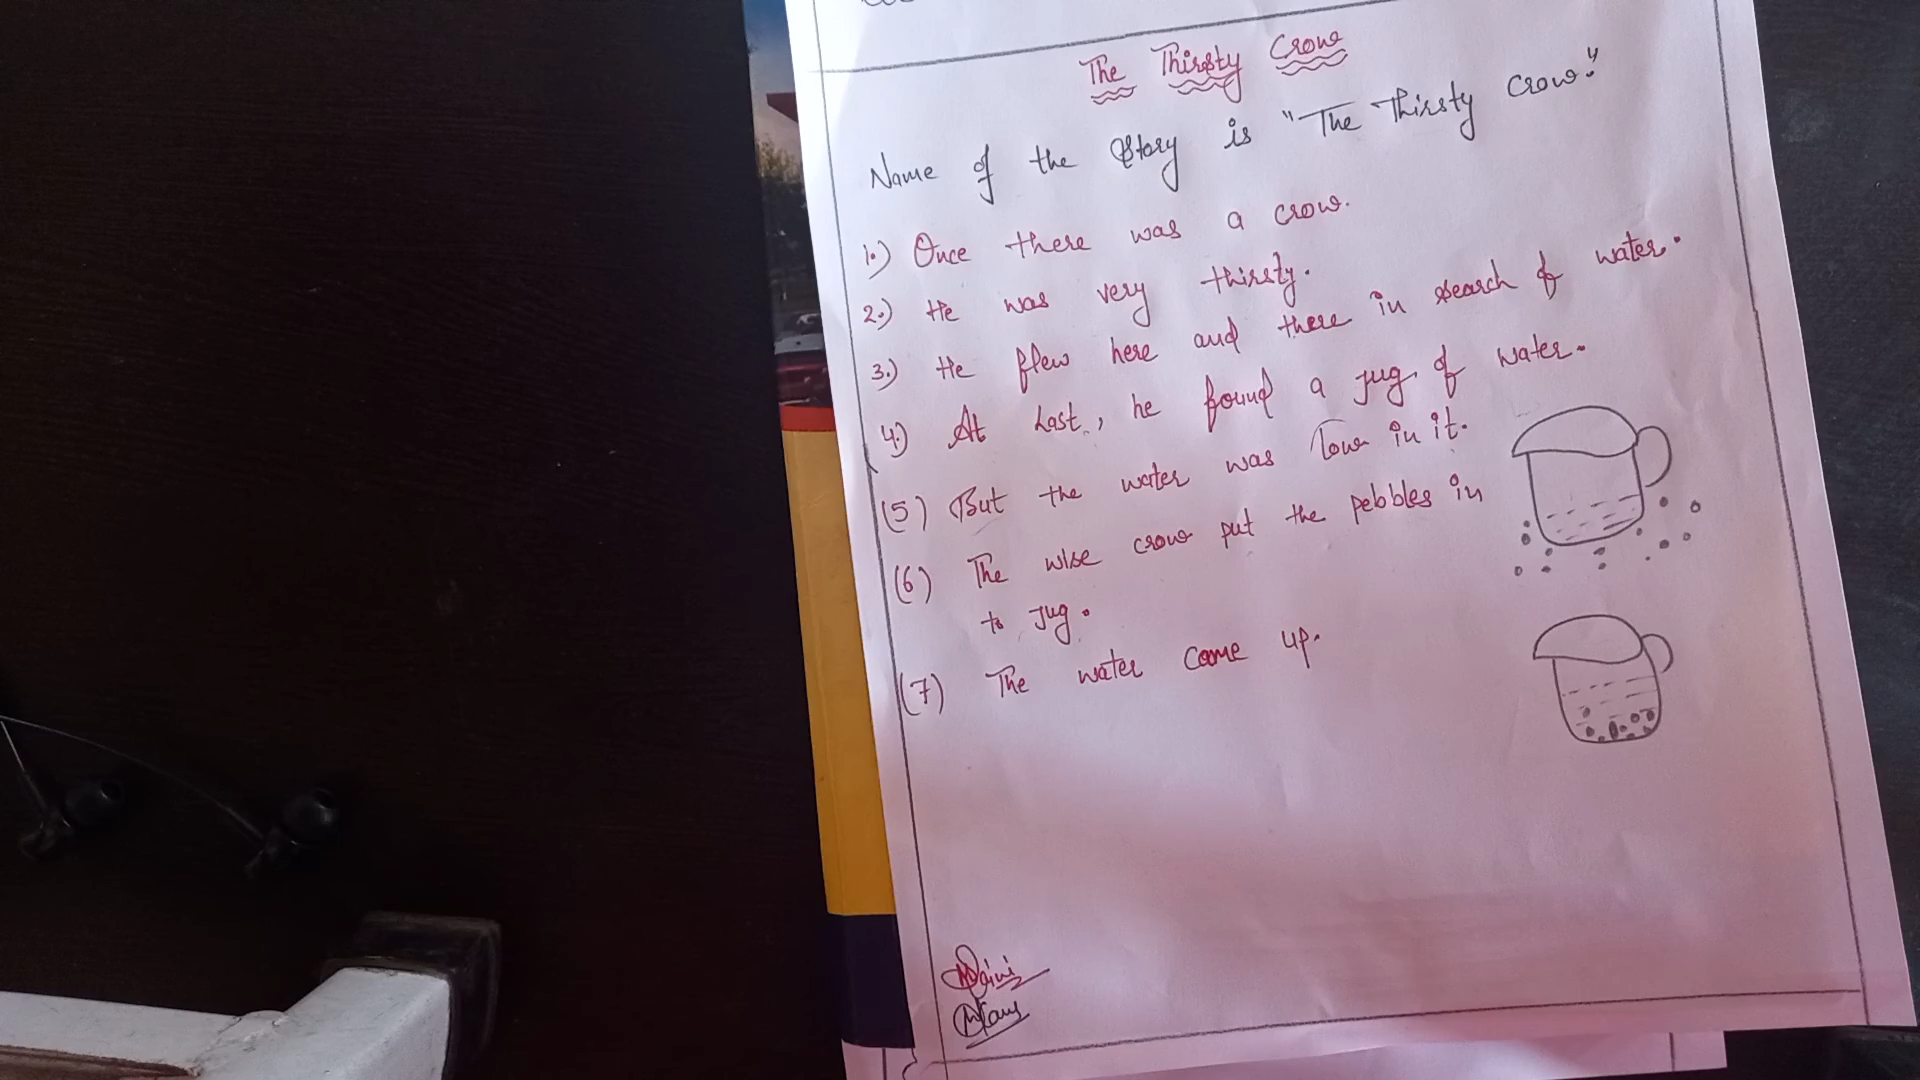 The Thirsty Crow
Name of the Story is "The Thirsty Crow."
1.) Once there was a crow.
2.) He was very thirsty.
3.) He flew here and there in search of water.
4.) At Last, he found a jug of water.
(5) But the water was low in it.
(6) The wise crow put the pebbles in
to jug.
(7) The water came up.